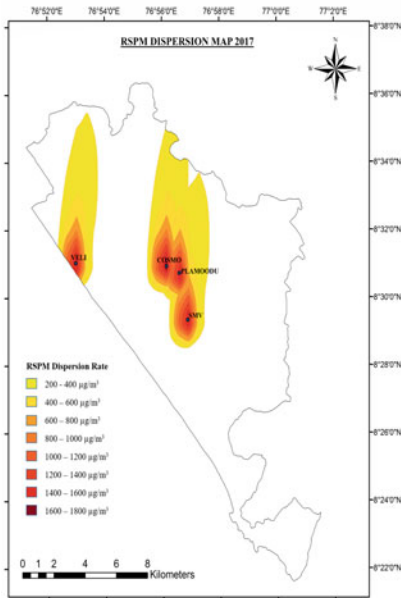 76°52'0"E 76°54'0"E 76°56'0"E 76°58'0"E 77°0'0"E 77°2'0"E
8°38'0"N
RSPM DISPERSION MAP 2017
N
W E
S
8°36'0"N
8°34'0"N
8°32'0"N
VELI
COSMO
PLAMOODU
8°30'0"N
SMV
8°28'0"N
RSPM Dispersion Rate
200 - 400 µg/m³
400 – 600 µg/m³
600 – 800 µg/m³
800 – 1000 µg/m³
1000 – 1200 µg/m³
1200 – 1400 µg/m³
1400 – 1600 µg/m³
1600 – 1800 µg/m³
8°26'0"N
8°24'0"N
8°22'0"N
0 1 2 4 6 8
Kilometers